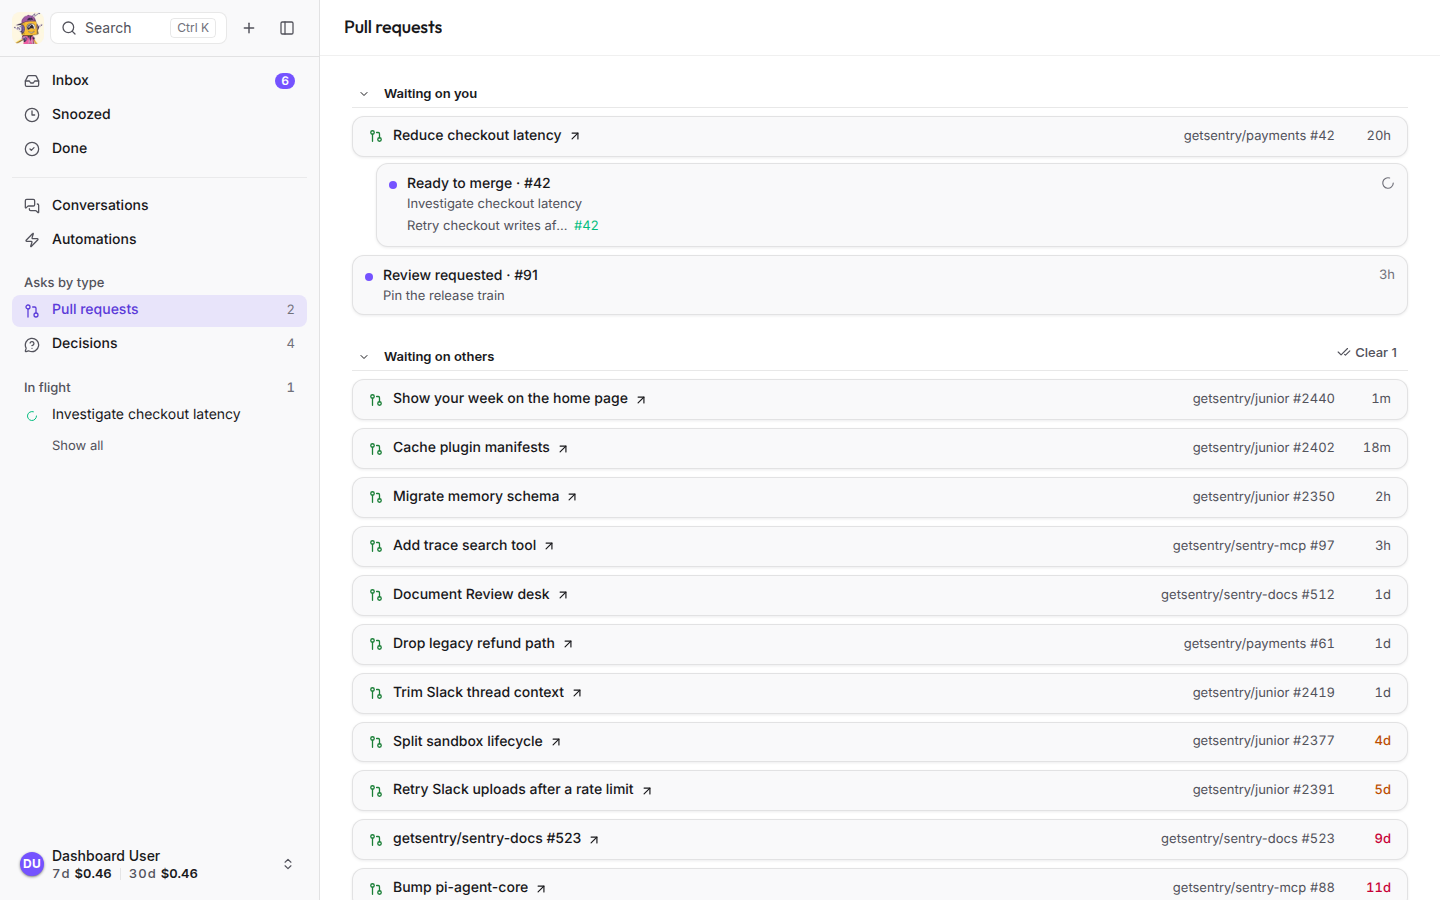 Search Ctrl K
Pull requests
Inbox 6
Snoozed
Done
Conversations
Automations
Asks by type
Pull requests 2
Decisions 4
In flight 1
Investigate checkout latency
Show all
DU Dashboard User
7d $0.46 30d $0.46
Waiting on you
Reduce checkout latency getsentry/payments #42 20h
Ready to merge · #42
Investigate checkout latency
Retry checkout writes af... #42
Review requested · #91 3h
Pin the release train
Waiting on others Clear 1
Show your week on the home page getsentry/junior #2440 1m
Cache plugin manifests getsentry/junior #2402 18m
Migrate memory schema getsentry/junior #2350 2h
Add trace search tool getsentry/sentry-mcp #97 3h
Document Review desk getsentry/sentry-docs #512 1d
Drop legacy refund path getsentry/payments #61 1d
Trim Slack thread context getsentry/junior #2419 1d
Split sandbox lifecycle getsentry/junior #2377 4d
Retry Slack uploads after a rate limit getsentry/junior #2391 5d
getsentry/sentry-docs #523 getsentry/sentry-docs #523 9d
Bump pi-agent-core getsentry/sentry-mcp #88 11d